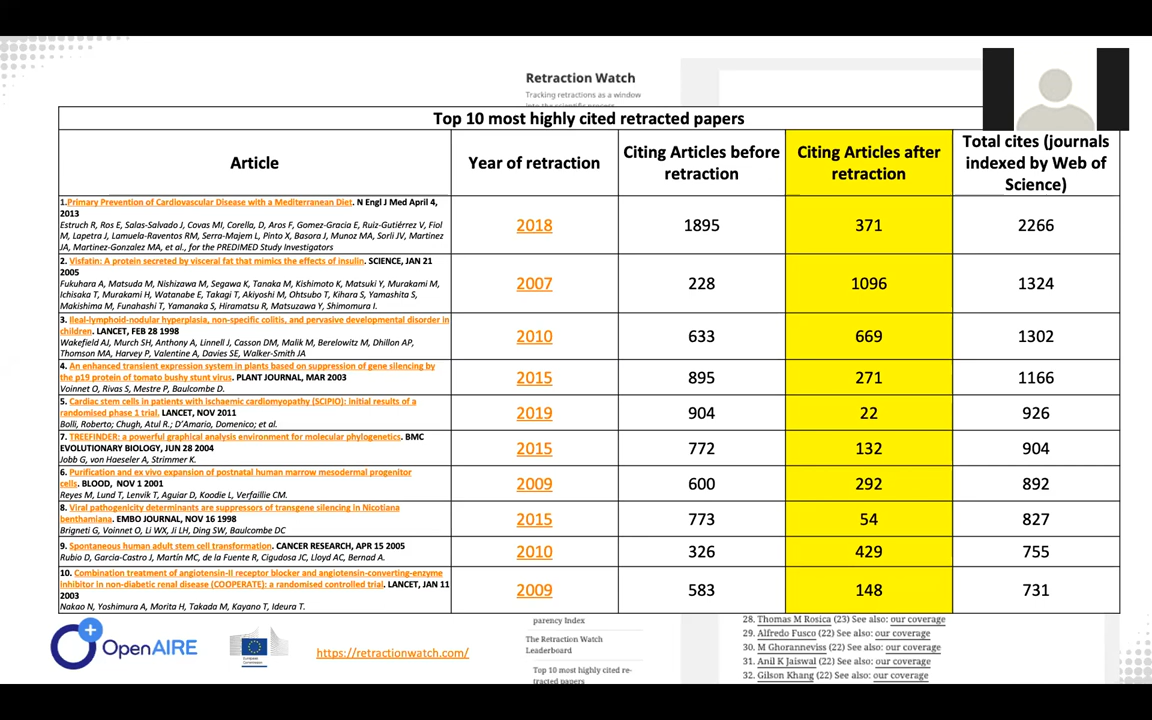 Retraction Watch
Tracking retractions as a window
into the scientific process
Top 10 most highly cited retracted papers
Article
Year of retraction
Citing Articles before
retraction
Citing Articles after
retraction
Total cites (journals
indexed by Web of
Science)
1.Primary Prevention of Cardiovascular Disease with a Mediterranean Diet. N Engl J Med April 4,
2013
Estruch R, Ros E, Salas-Salvado J, Covas MI, Corella, D, Aros F, Gomez-Gracia E, Ruiz-Gutiérrez V, Fiol
M, Lapetra J, Lamuela-Raventos RM, Serra-Majem L, Pinto X, Basora J, Munoz MA, Sorli JV, Martinez
JA, Martinez-Gonzalez MA, et al., for the PREDIMED Study Investigators
2018
1895
371
2266
2. Visfatin: A protein secreted by visceral fat that mimics the effects of insulin. SCIENCE, JAN 21
2005
Fukuhara A, Matsuda M, Nishizawa M, Segawa K, Tanaka M, Kishimoto K, Matsuki Y, Murakami M,
Ichisaka T, Murakami H, Watanabe E, Takagi T, Akiyoshi M, Ohtsubo T, Kihara S, Yamashita S,
Makishima M, Funahashi T, Yamanaka S, Hiramatsu R, Matsuzawa Y, Shimomura I.
2007
228
1096
1324
3. Ileal-lymphoid-nodular hyperplasia, non-specific colitis, and pervasive developmental disorder in
children. LANCET, FEB 28 1998
Wakefield AJ, Murch SH, Anthony A, Linnell J, Casson DM, Malik M, Berelowitz M, Dhillon AP,
Thomson MA, Harvey P, Valentine A, Davies SE, Walker-Smith JA
2010
633
669
1302
4. An enhanced transient expression system in plants based on suppression of gene silencing by
the p19 protein of tomato bushy stunt virus. PLANT JOURNAL, MAR 2003
Voinnet O, Rivas S, Mestre P, Baulcombe D.
2015
895
271
1166
5. Cardiac stem cells in patients with ischaemic cardiomyopathy (SCIPIO): initial results of a
randomised phase 1 trial. LANCET, NOV 2011
Bolli, Roberto; Chugh, Atul R.; D'Amario, Domenico; et al.
2019
904
22
926
7. TREEFINDER: a powerful graphical analysis environment for molecular phylogenetics. BMC
EVOLUTIONARY BIOLOGY, JUN 28 2004
Jobb G, von Haeseler A, Strimmer K.
2015
772
132
904
6. Purification and ex vivo expansion of postnatal human marrow mesodermal progenitor
cells. BLOOD, NOV 1 2001
Reyes M, Lund T, Lenvik T, Aguiar D, Koodie L, Verfaillie CM.
2009
600
292
892
8. Viral pathogenicity determinants are suppressors of transgene silencing in Nicotiana
benthamiana. EMBO JOURNAL, NOV 16 1998
Brigneti G, Voinnet O, Li WX, Ji LH, Ding SW, Baulcombe DC
2015
773
54
827
9. Spontaneous human adult stem cell transformation. CANCER RESEARCH, APR 15 2005
Rubio D, Garcia-Castro J, Martín MC, de la Fuente R, Cigudosa JC, Lloyd AC, Bernad A.
2010
326
429
755
10. Combination treatment of angiotensin-II receptor blocker and angiotensin-converting-enzyme
inhibitor in non-diabetic renal disease (COOPERATE): a randomised controlled trial. LANCET, JAN 11
2003
Nakao N, Yoshimura A, Morita H, Takada M, Kayano T, Ideura T.
2009
583
148
731
OpenAIRE
European
Commission
https://retractionwatch.com/
parency Index
The Retraction Watch
Leaderboard
Top 10 most highly cited re-
tracted papers
28. Thomas M Rosica (23) See also: our coverage
29. Alfredo Fusco (22) See also: our coverage
30. M Ghoranneviss (22) See also: our coverage
31. Anil K Jaiswal (22) See also: our coverage
32. Gilson Khang (22) See also: our coverage